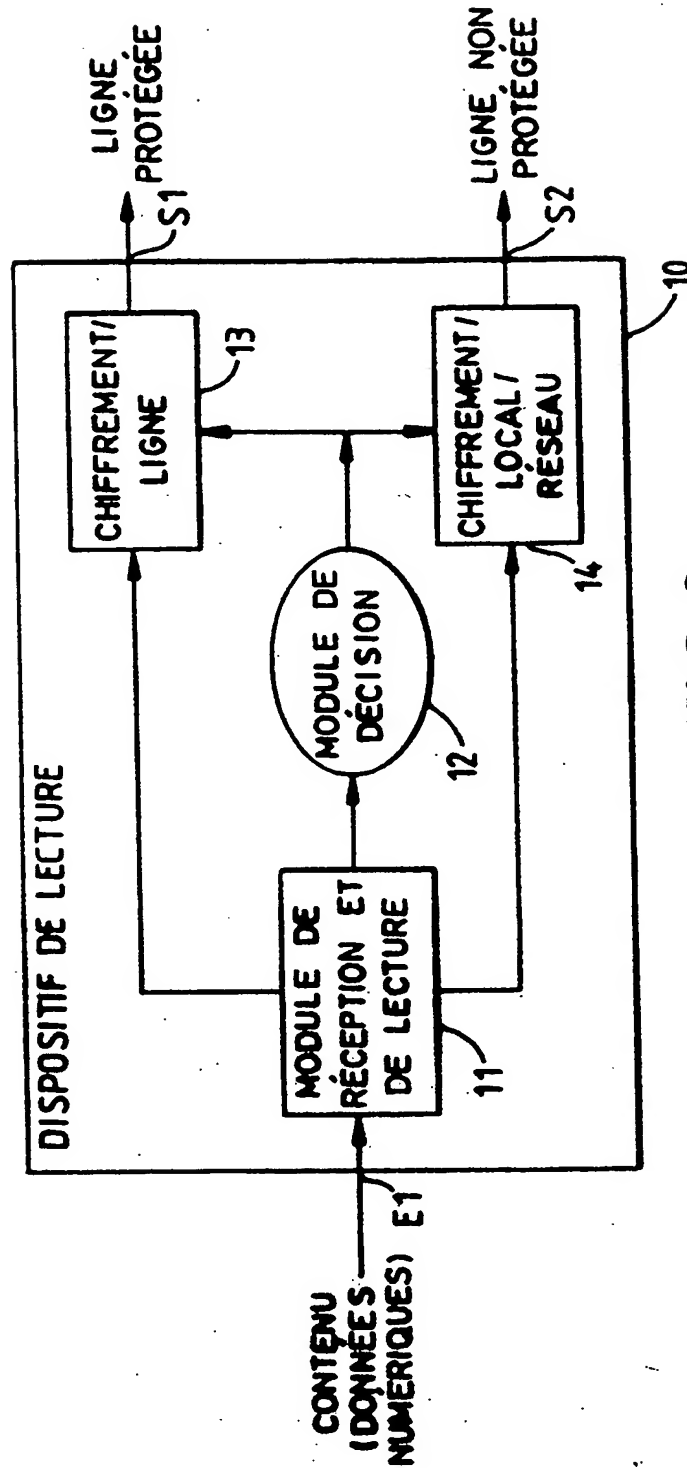 DISPOSITIF DE LECTURE
CONTENU
(DONNÉES
NUMÉRIQUES)
E1
MODULE DE
RÉCEPTION ET
DE LECTURE
11
MODULE DE
DÉCISION
12
CHIFFREMENT/
LIGNE
13
CHIFFREMENT/
LOCAL/
RÉSEAU
14
S1
LIGNE
PROTÉGÉE
S2
LIGNE NON
PROTÉGÉE
10